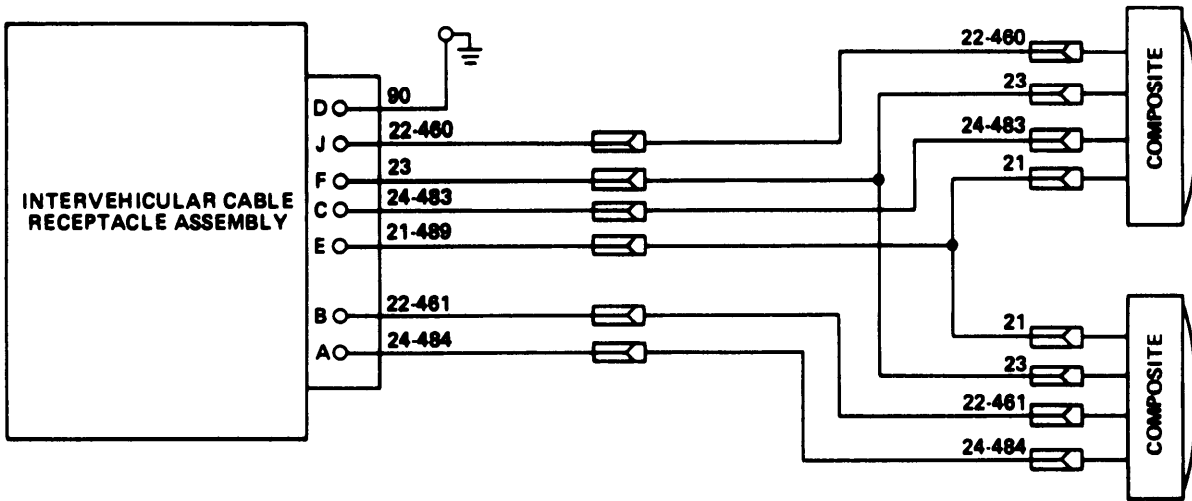 INTERVEHICULAR CABLE
RECEPTACLE ASSEMBLY
D 90
J 22-460
F 23
C 24-483
E 21-489
B 22-461
A 24-484
22-460
23
24-483
21
COMPOSITE
21
23
22-461
24-484
COMPOSITE